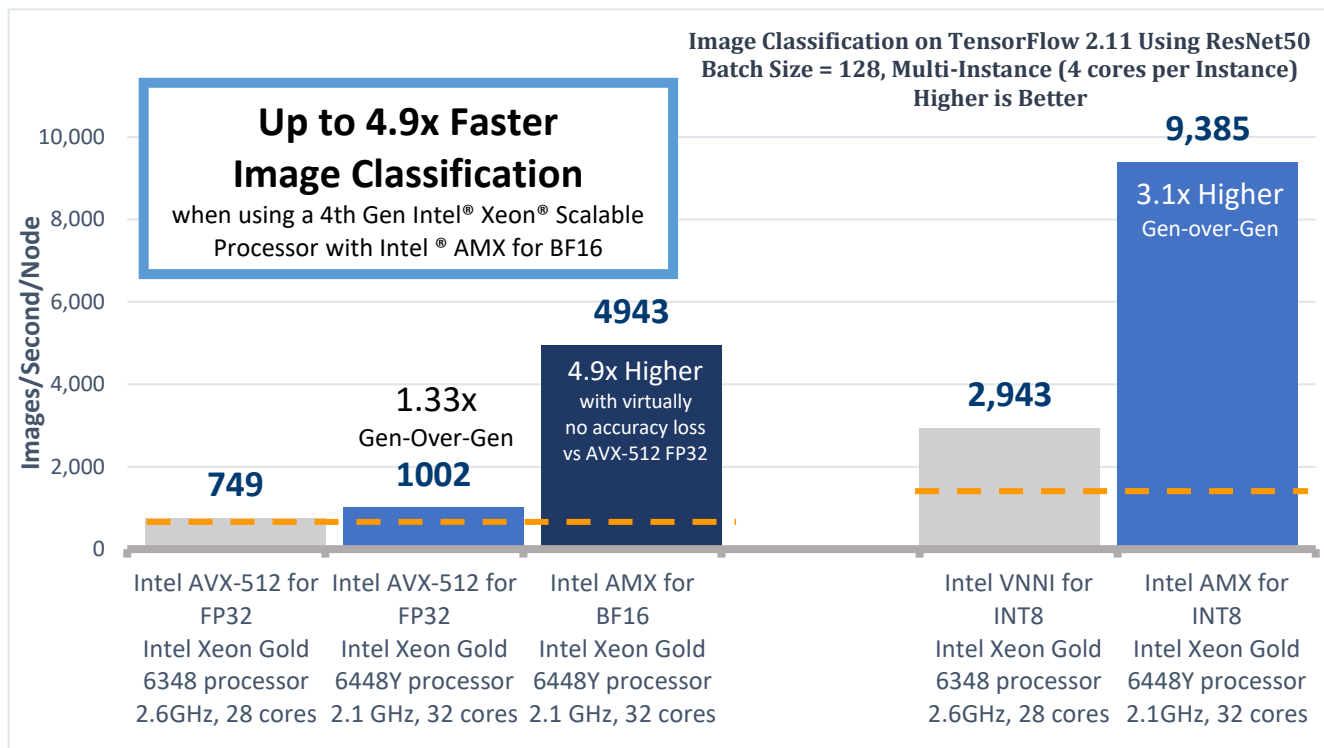 Image Classification on TensorFlow 2.11 Using ResNet50
Batch Size = 128, Multi-Instance (4 cores per Instance)
Higher is Better
Up to 4.9x Faster
Image Classification
when using a 4th Gen Intel® Xeon® Scalable
Processor with Intel ® AMX for BF16
Images/Second/Node
10,000
8,000
6,000
4,000
2,000
0
749
1.33x
Gen-Over-Gen
1002
4943
4.9x Higher
with virtually
no accuracy loss
vs AVX-512 FP32
2,943
9,385
3.1x Higher
Gen-over-Gen
Intel AVX-512 for
FP32
Intel Xeon Gold
6348 processor
2.6GHz, 28 cores
Intel AVX-512 for
FP32
Intel Xeon Gold
6448Y processor
2.1 GHz, 32 cores
Intel AMX for
BF16
Intel Xeon Gold
6448Y processor
2.1 GHz, 32 cores
Intel VNNI for
INT8
Intel Xeon Gold
6348 processor
2.6GHz, 28 cores
Intel AMX for
INT8
Intel Xeon Gold
6448Y processor
2.1GHz, 32 cores